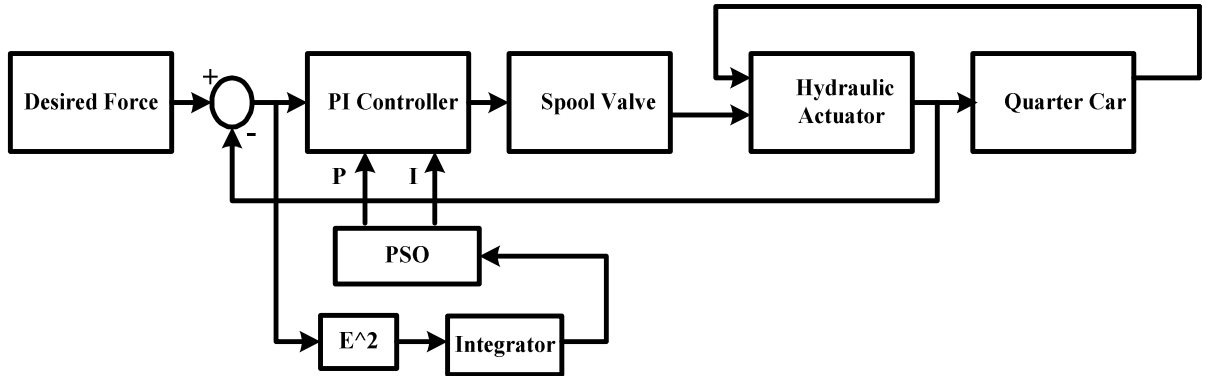 Desired Force
+
-
PI Controller
Spool Valve
Hydraulic
Actuator
Quarter Car
P
I
PSO
E^2
Integrator